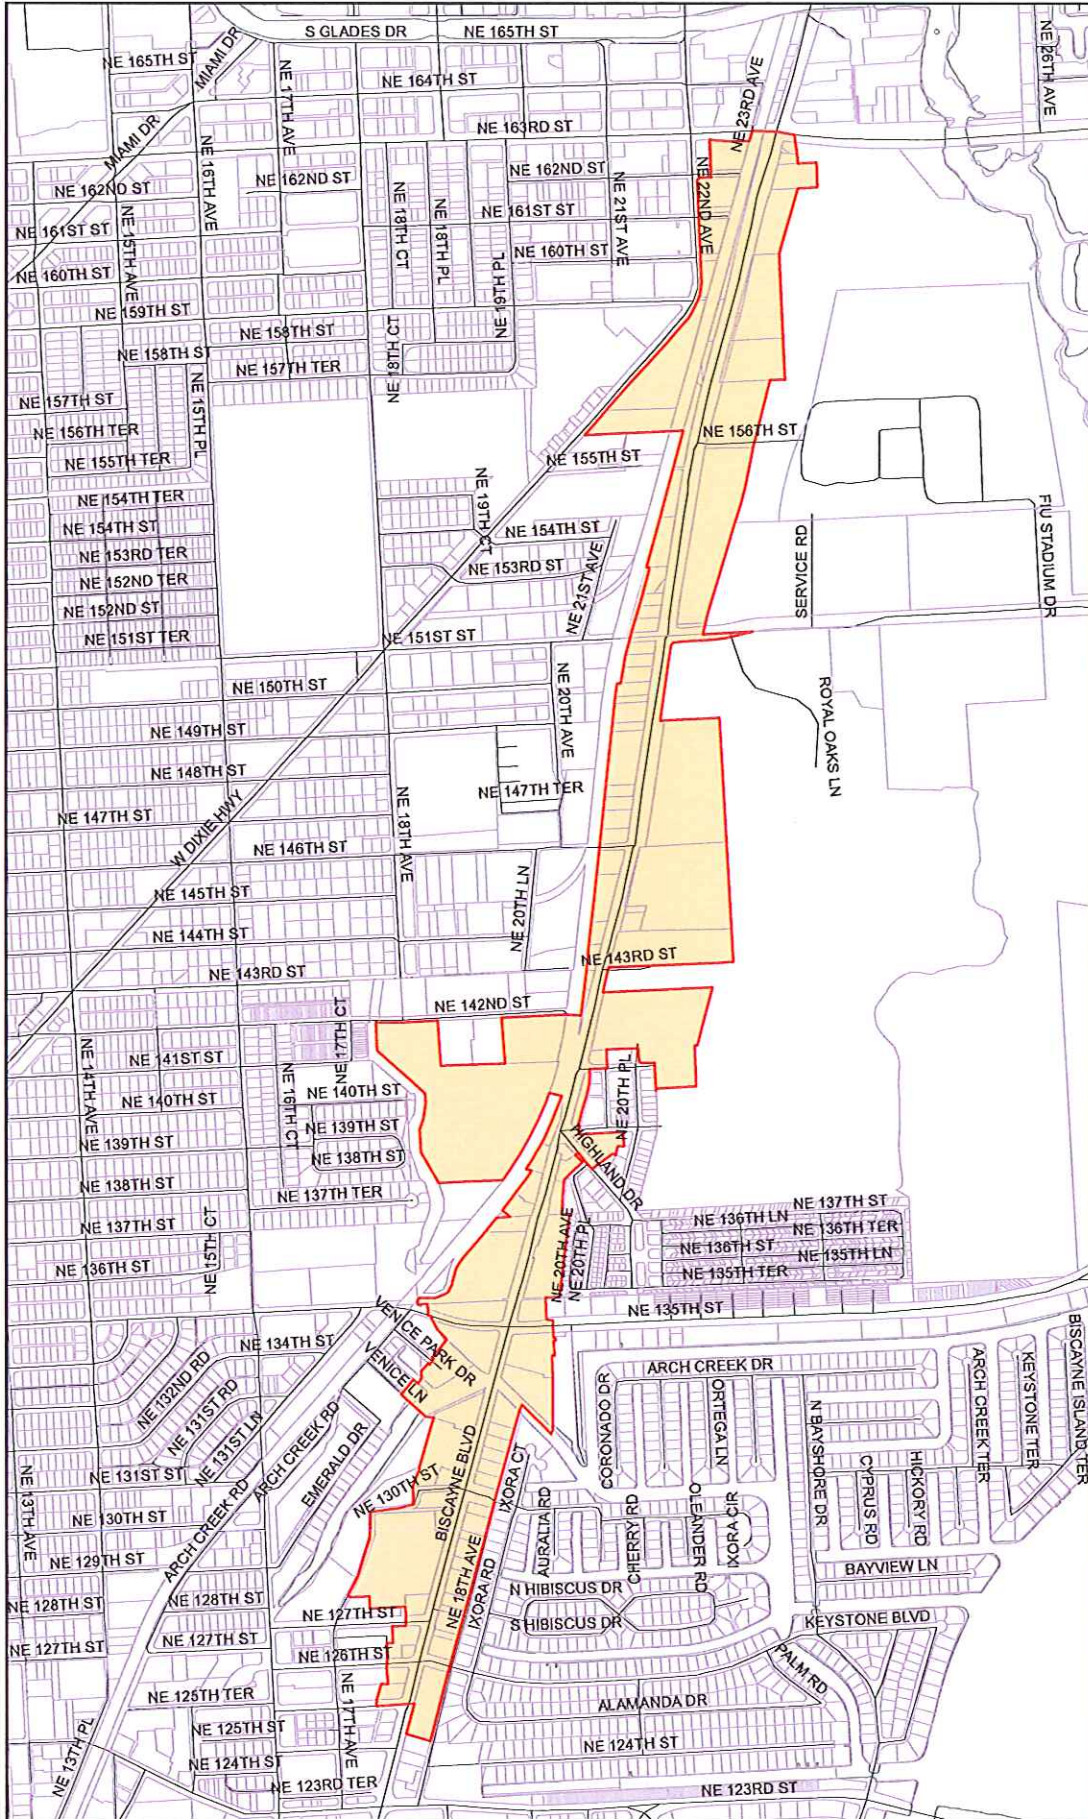 S GLADES DR
NE 165TH ST
NE 165TH ST
MIAMI DR
NE 17TH AVE
NE 164TH ST
NE 23RD AVE
NE 26TH AVE
NE 163RD ST
MIAMI DR
NE 16TH AVE
NE 162ND ST
NE 162ND ST
NE 162ND ST
NE 22ND AVE
NE 21ST AVE
NE 18TH CT
NE 18TH PL
NE 161ST ST
NE 161ST ST
NE 15TH AVE
NE 160TH ST
NE 160TH ST
NE 19TH PL
NE 159TH ST
NE 158TH ST
NE 158TH ST
NE 18TH CT
NE 157TH TER
NE 15TH PL
NE 157TH ST
NE 156TH TER
NE 156TH ST
NE 155TH TER
NE 155TH ST
NE 19TH CT
NE 154TH TER
NE 154TH ST
NE 154TH ST
FIU STADIUM DR
SERVICE RD
NE 153RD TER
NE 153RD ST
NE 152ND TER
NE 21ST AVE
NE 152ND ST
NE 151ST TER
NE 151ST ST
NE 150TH ST
NE 20TH AVE
ROYAL OAKS LN
NE 149TH ST
NE 148TH ST
NE 147TH TER
NE 147TH ST
W DIXIE HWY
NE 18TH AVE
NE 146TH ST
NE 145TH ST
NE 20TH LN
NE 144TH ST
NE 143RD ST
NE 143RD ST
NE 142ND ST
NE 17TH CT
NE 141ST ST
NE 14TH AVE
NE 16TH CT
NE 140TH ST
NE 140TH ST
NE 20TH PL
NE 139TH ST
NE 139TH ST
HIGHLAND DR
NE 138TH ST
NE 138TH ST
NE 137TH TER
NE 137TH ST
NE 137TH ST
NE 136TH LN
NE 136TH TER
NE 15TH CT
NE 20TH AVE
NE 20TH PL
NE 136TH ST
NE 135TH LN
NE 136TH ST
NE 135TH TER
NE 135TH ST
VENICE PARK DR
NE 134TH ST
VENICE LN
ARCH CREEK DR
NE 132ND RD
NE 131ST RD
NE 131ST LN
ARCH CREEK RD
EMERALD DR
BISCAYNE BLVD
CORONADO DR
ORTEGA LN
N BAYSHORE DR
ARCH CREEK TER
KEYSTONE TER
BISCAYNE ISLAND TER
CYPRUS RD
HICKORY RD
NE 13TH AVE
NE 131ST ST
NE 130TH ST
NE 130TH ST
ARCH CREEK RD
IXORA CT
AURALIA RD
CHERRY RD
OLEANDER RD
IXORA CIR
NE 129TH ST
BAYVIEW LN
NE 18TH AVE
IXORA RD
N HIBISCUS DR
S HIBISCUS DR
KEYSTONE BLVD
NE 128TH ST
NE 128TH ST
NE 127TH ST
NE 127TH ST
NE 127TH ST
NE 126TH ST
PALM RD
NE 125TH TER
NE 17TH AVE
ALAMANDA DR
NE 125TH ST
NE 124TH ST
NE 124TH ST
NE 13TH PL
NE 123RD TER
NE 123RD ST